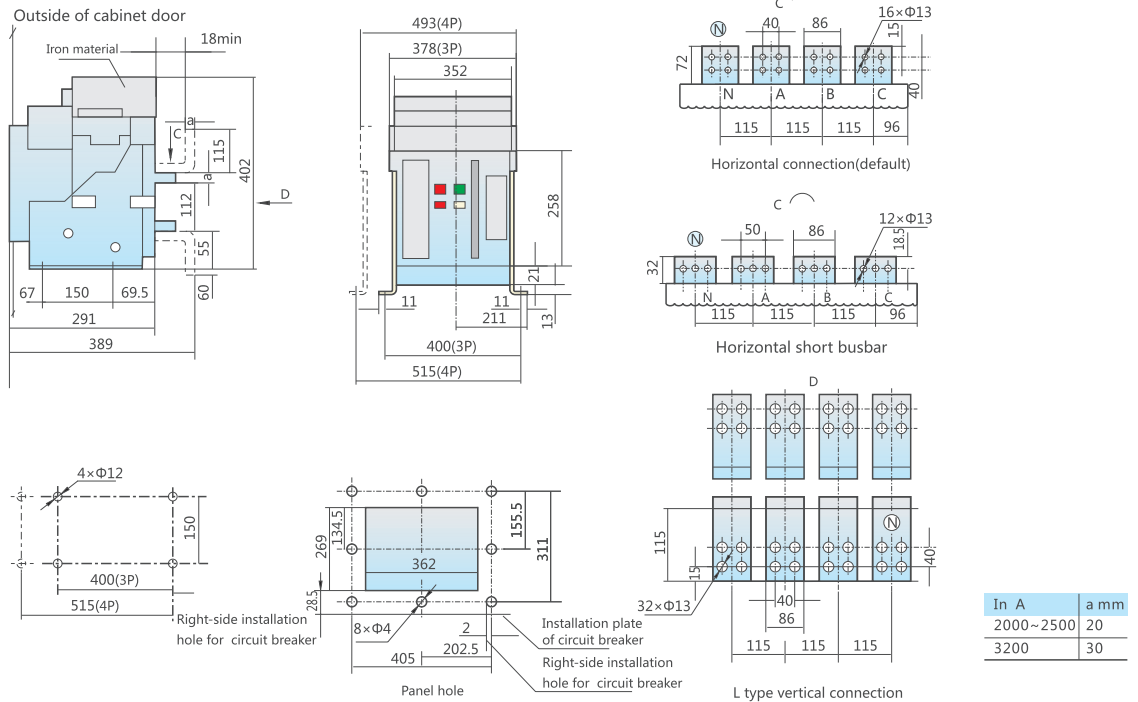 Outside of cabinet door
18min
Iron material
a
C
115
a
402
D
112
55
60
67 150 69.5
291
389
493(4P)
378(3P)
352
258
21
11 11
211
13
400(3P)
515(4P)
C
16×Φ13
N 40 86
15
72
40
N A B C
115 115 115 96
Horizontal connection(default)
C
12×Φ13
N 50 86
18.5
32
N A B C
115 115 115 96
Horizontal short busbar
4×Φ12
150
400(3P)
515(4P)
Right-side installation
hole for circuit breaker
134.5
269
362
155.5
311
28.5
8×Φ4
2
202.5
405
Installation plate
of circuit breaker
Right-side installation
hole for circuit breaker
Panel hole
D
N
115
15
40
32×Φ13
40
86
115 115 115
L type vertical connection
In A a mm
2000~2500 20
3200 30